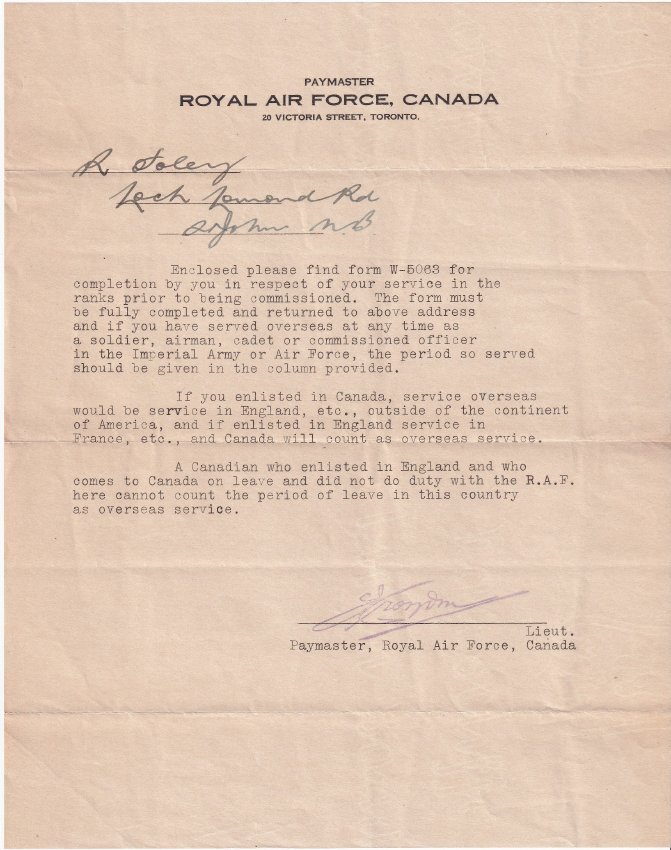 PAYMASTER
ROYAL AIR FORCE, CANADA
20 VICTORIA STREET, TORONTO.
R Foley
Loch Lomond Rd
St John N.B
Enclosed please find form W-5063 for
completion by you in respect of your service in the
ranks prior to being commissioned. The form must
be fully completed and returned to above address
and if you have served overseas at any time as
a soldier, airman, cadet or commissioned officer
in the Imperial Army or Air Force, the period so served
should be given in the column provided.
If you enlisted in Canada, service overseas
would be service in England, etc., outside of the continent
of America, and if enlisted in England service in
France, etc., and Canada will count as overseas service.
A Canadian who enlisted in England and who
comes to Canada on leave and did not do duty with the R.A.F.
here cannot count the period of leave in this country
as overseas service.
Lieut.
Paymaster, Royal Air Force, Canada